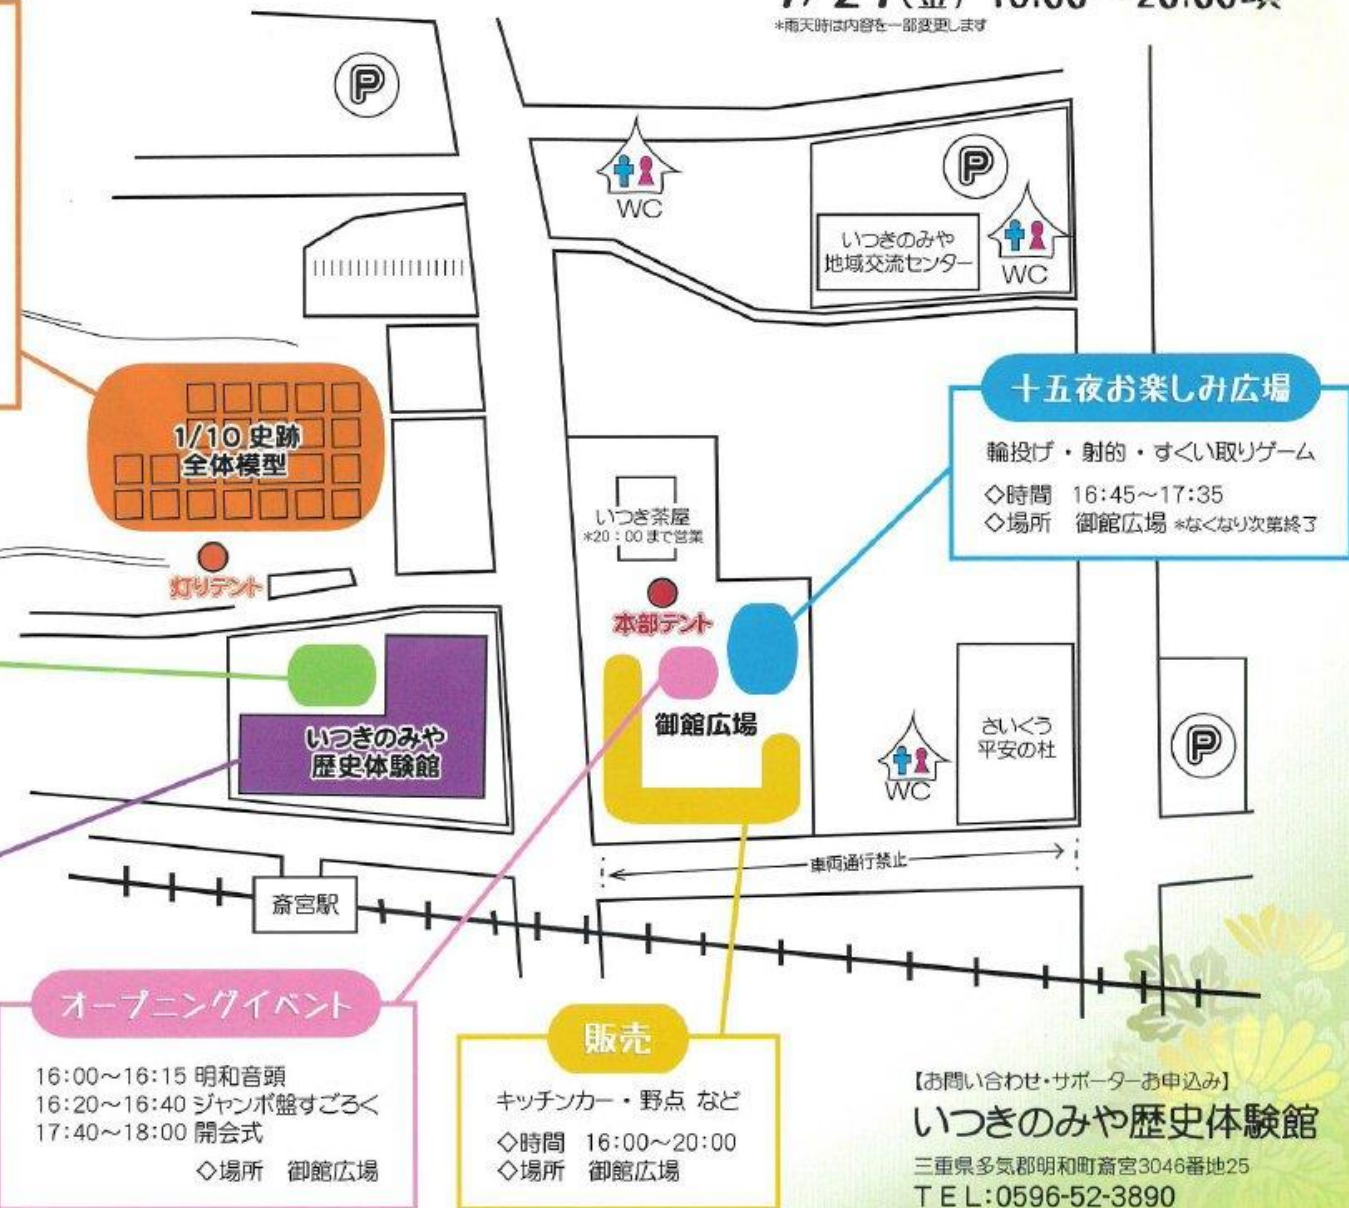 *雨天時は内容を一部変更します
P
WC
P
いつきのみや
地域交流センター
WC
十五夜お楽しみ広場
輪投げ・射的・すくい取りゲーム
◇時間 16:45～17:35
◇場所 御館広場 *なくなり次第終了
1/10 史跡
全体模型
灯りテント
いつき茶屋
*20:00まで営業
本部テント
御館広場
いつきのみや
歴史体験館
さいくう
平安の杜
WC
P
車両通行禁止
斎宮駅
オープニングイベント
16:00～16:15 明和音頭
16:20～16:40 ジャンボ盤すごろく
17:40～18:00 開会式
◇場所 御館広場
販売
キッチンカー・野点 など
◇時間 16:00～20:00
◇場所 御館広場
【お問い合わせ・サポーターお申込み】
いつきのみや歴史体験館
三重県多気郡明和町斎宮3046番地25
TEL:0596-52-3890